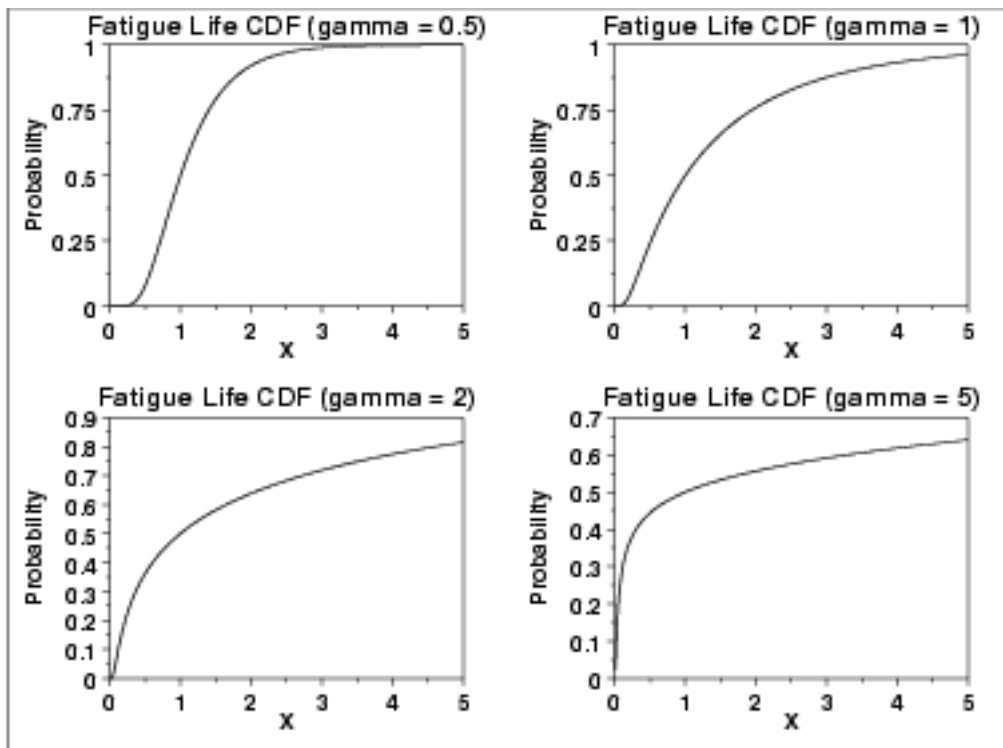 Fatigue Life CDF (gamma = 0.5)
1
0.75
0.5
0.25
0
Probability
0 1 2 3 4 5
X
Fatigue Life CDF (gamma = 1)
1
0.75
0.5
0.25
0
Probability
0 1 2 3 4 5
X
Fatigue Life CDF (gamma = 2)
0.9
0.8
0.7
0.6
0.5
0.4
0.3
0.2
0.1
0
Probability
0 1 2 3 4 5
X
Fatigue Life CDF (gamma = 5)
0.7
0.6
0.5
0.4
0.3
0.2
0.1
0
Probability
0 1 2 3 4 5
X